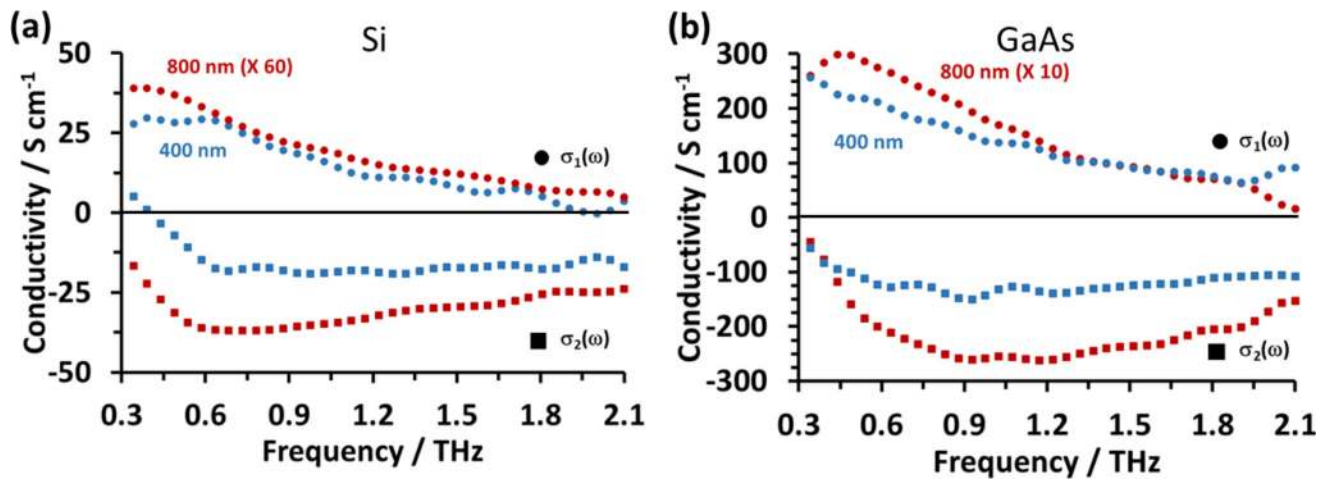 (a)
Si
50
25
0
-25
-50
Conductivity / S cm⁻¹
800 nm (X 60)
400 nm
σ₁(ω)
σ₂(ω)
0.3 0.6 0.9 1.2 1.5 1.8 2.1
Frequency / THz
(b)
GaAs
300
200
100
0
-100
-200
-300
Conductivity / S cm⁻¹
800 nm (X 10)
400 nm
σ₁(ω)
σ₂(ω)
0.3 0.6 0.9 1.2 1.5 1.8 2.1
Frequency / THz